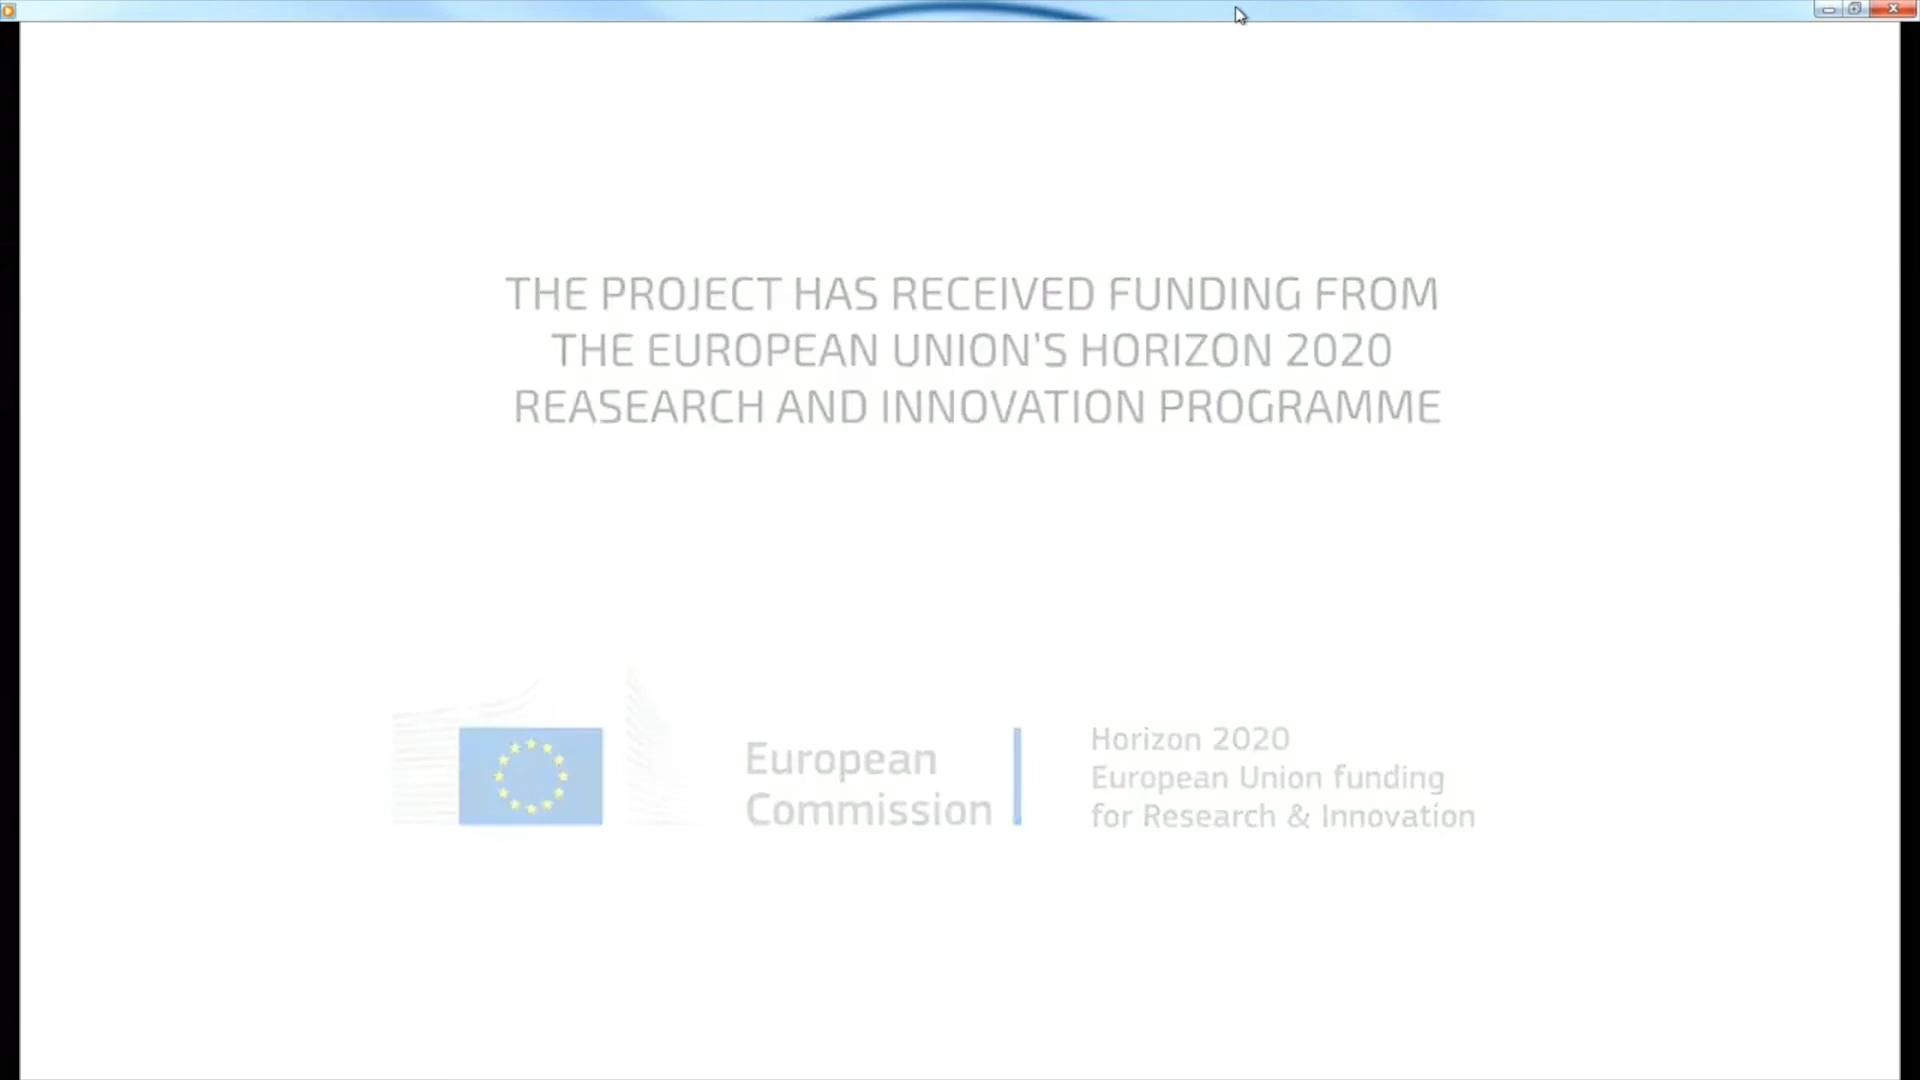 THE PROJECT HAS RECEIVED FUNDING FROM
THE EUROPEAN UNION'S HORIZON 2020
REASEARCH AND INNOVATION PROGRAMME
European
Commission
Horizon 2020
European Union funding
for Research & Innovation